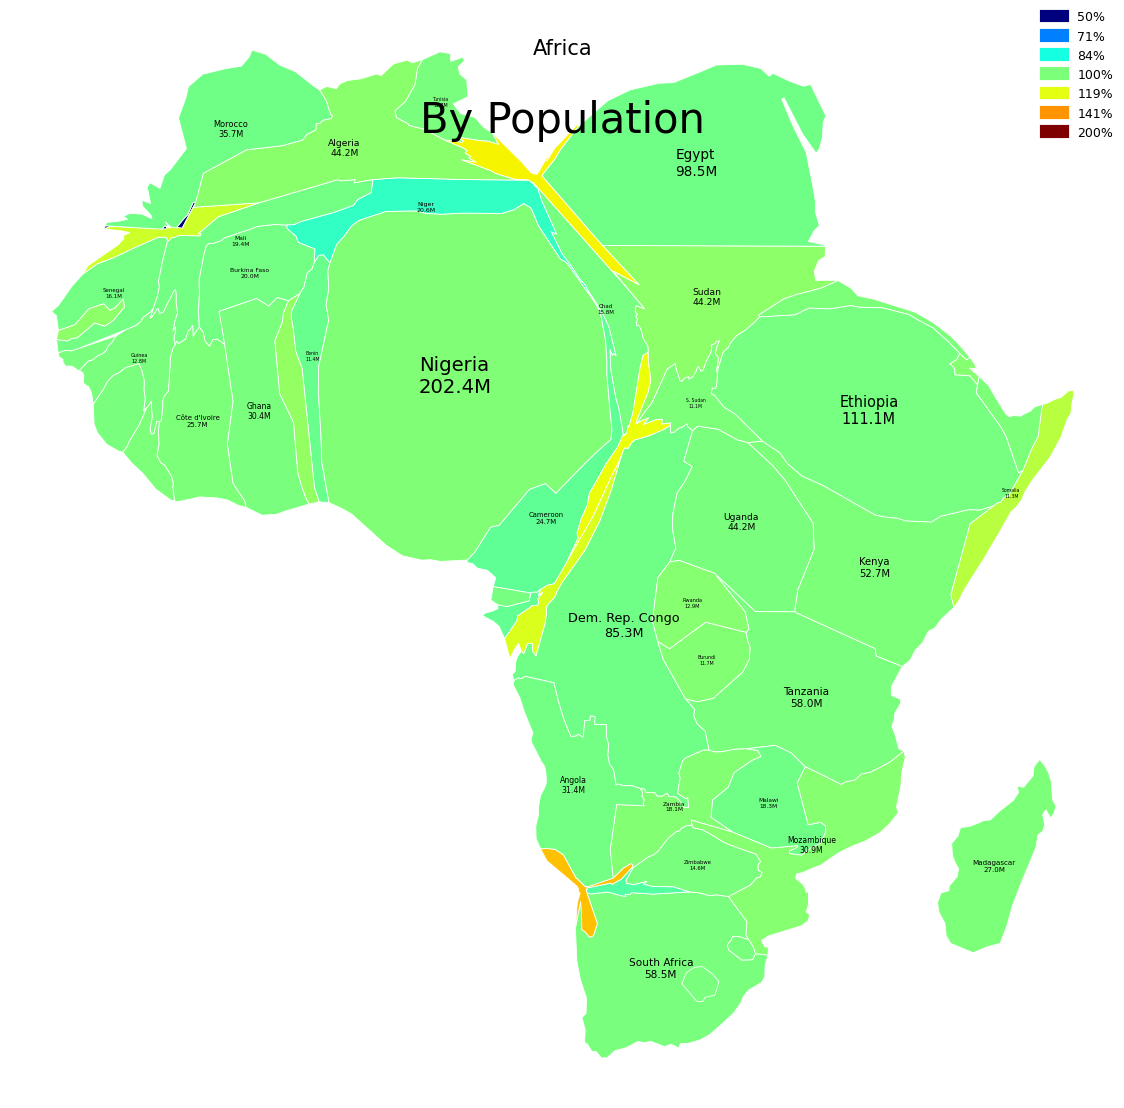 Africa
By Population
50%
71%
84%
100%
119%
141%
200%
Morocco
35.7M
Algeria
44.2M
Tunisia
Egypt
98.5M
Niger
20.6M
Mali
19.4M
Burkina Faso
20.0M
Senegal
16.1M
Chad
15.8M
Sudan
44.2M
Guinea
12.8M
Benin
11.4M
Nigeria
202.4M
Côte d'Ivoire
25.7M
Ghana
30.4M
S. Sudan
11.1M
Ethiopia
111.1M
Somalia
11.3M
Cameroon
24.7M
Uganda
44.2M
Kenya
52.7M
Rwanda
12.9M
Dem. Rep. Congo
85.3M
Burundi
11.7M
Tanzania
58.0M
Angola
31.4M
Zambia
18.1M
Malawi
18.3M
Mozambique
30.9M
Zimbabwe
14.6M
Madagascar
27.0M
South Africa
58.5M